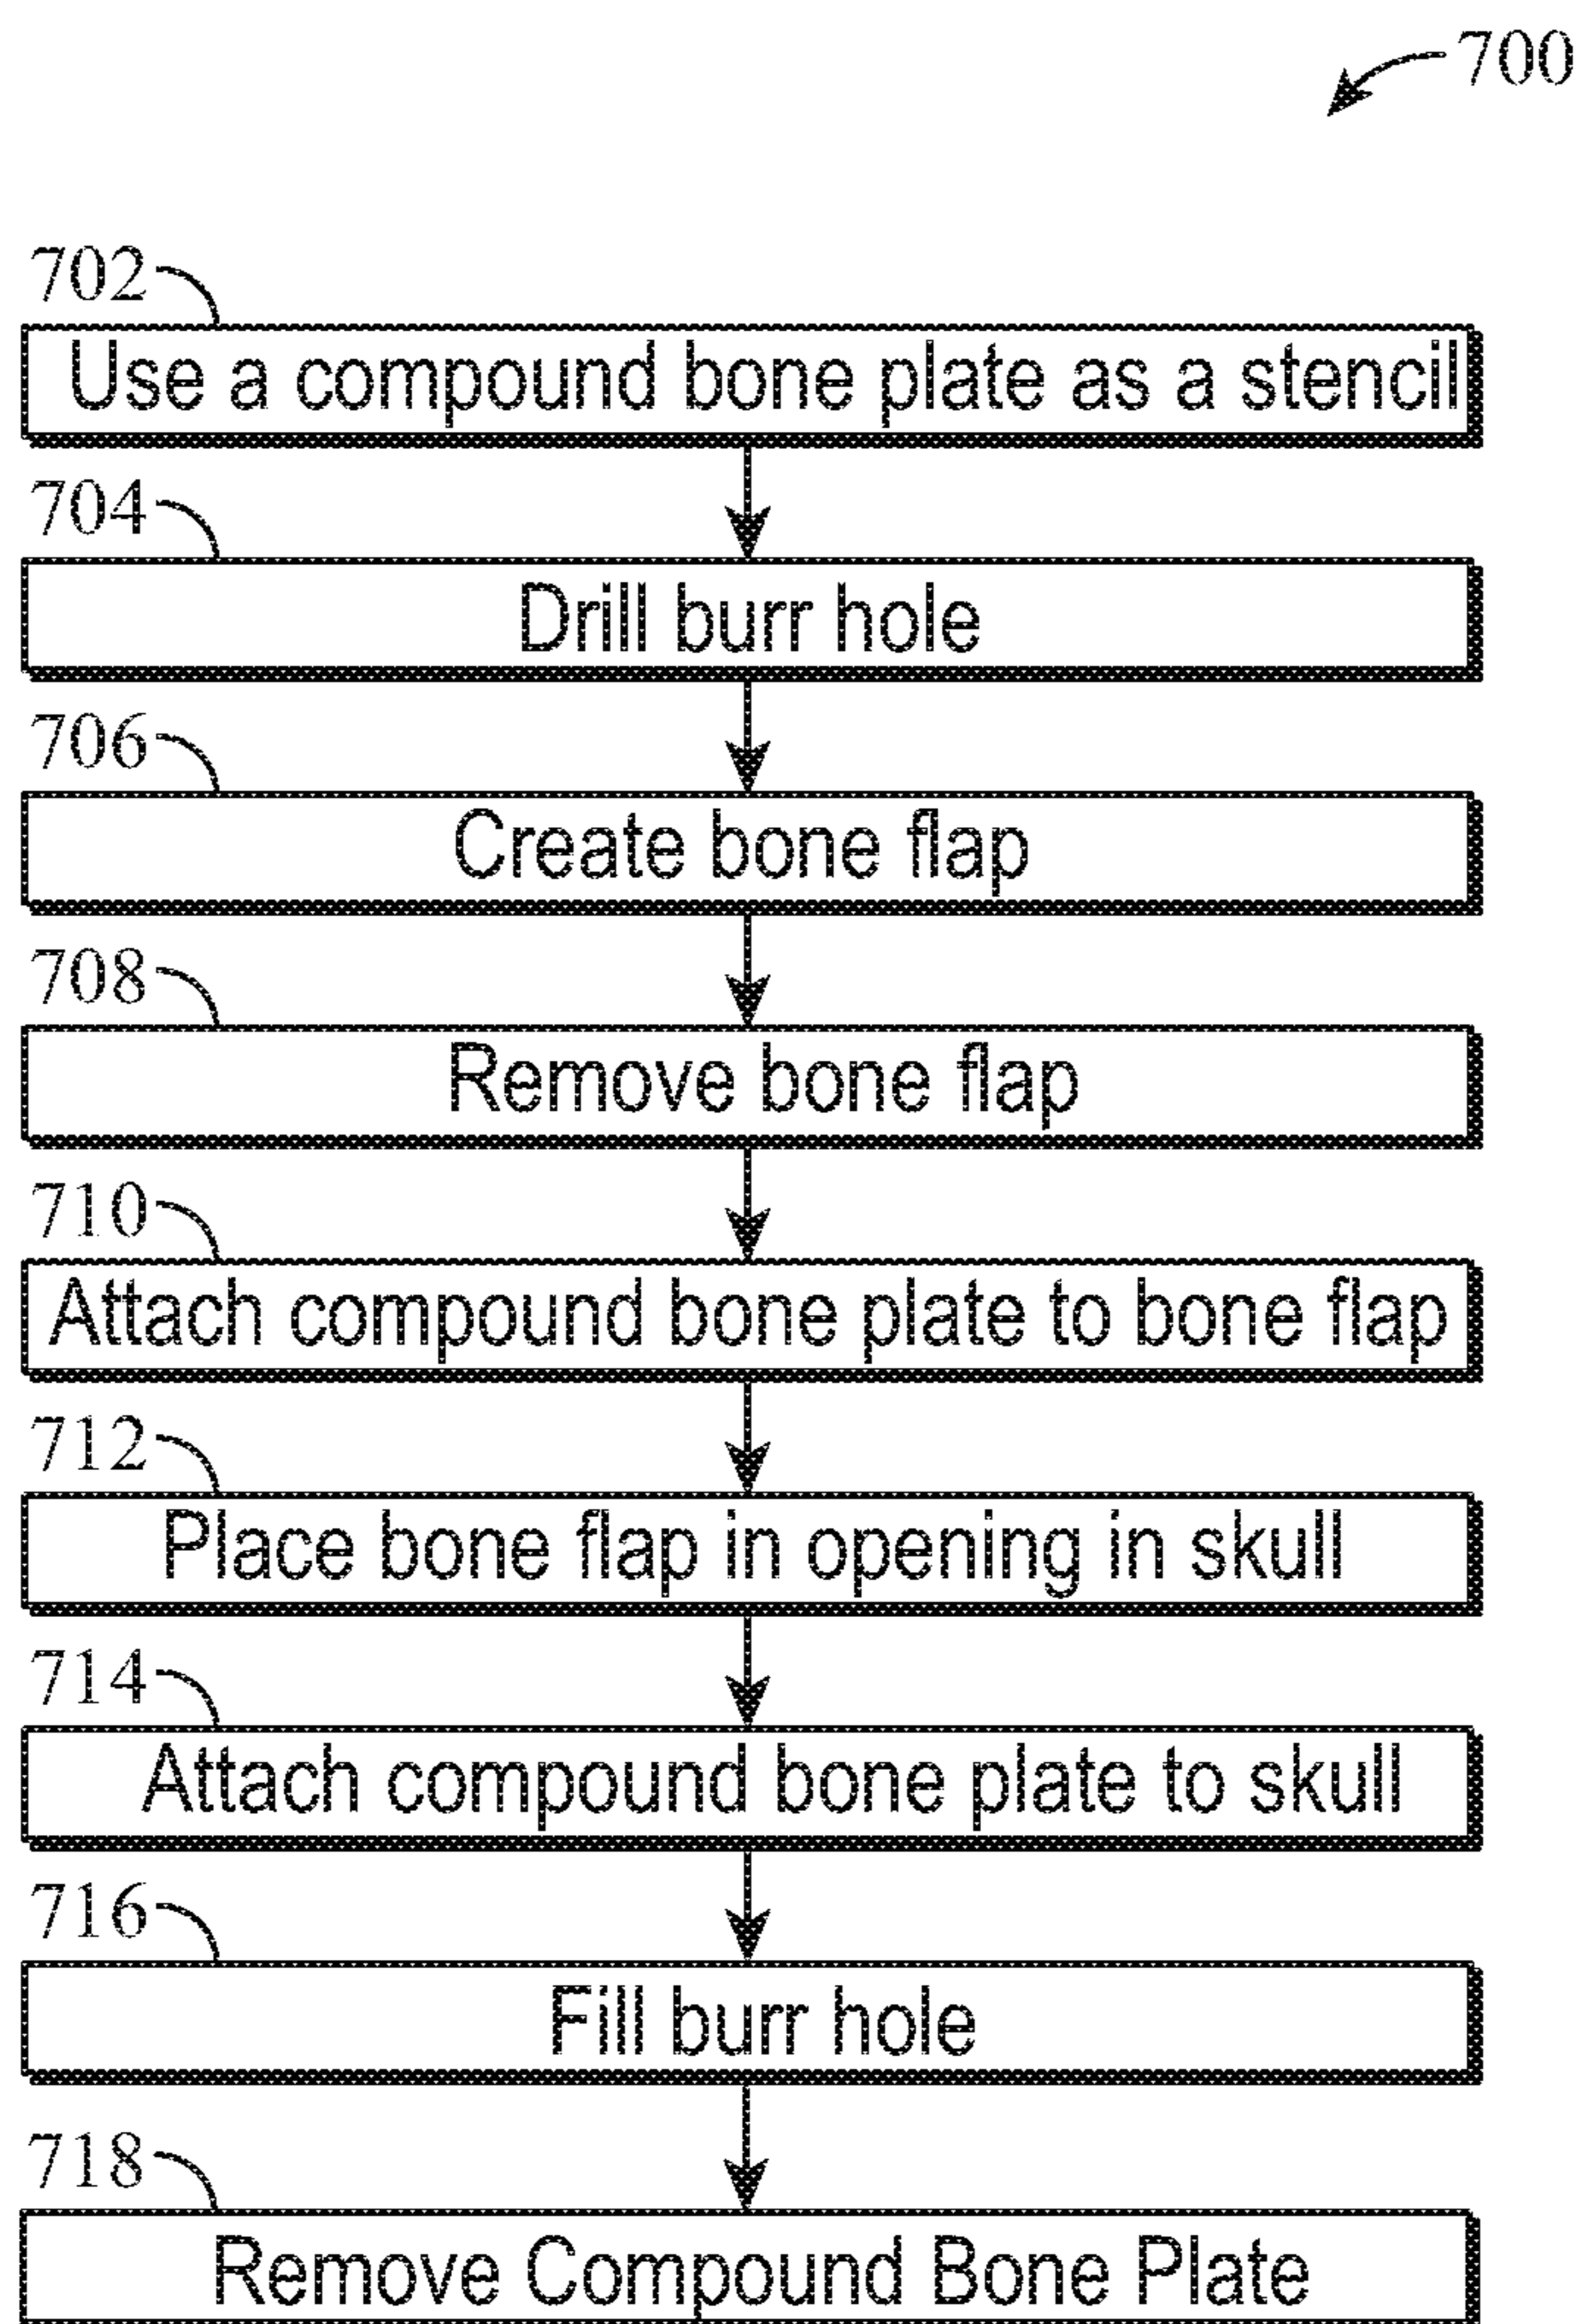 700
702
Use a compound bone plate as a stencil
704
Drill burr hole
706
Create bone flap
708
Remove bone flap
710
Attach compound bone plate to bone flap
712
Place bone flap in opening in skull
714
Attach compound bone plate to skull
716
Fill burr hole
718
Remove Compound Bone Plate